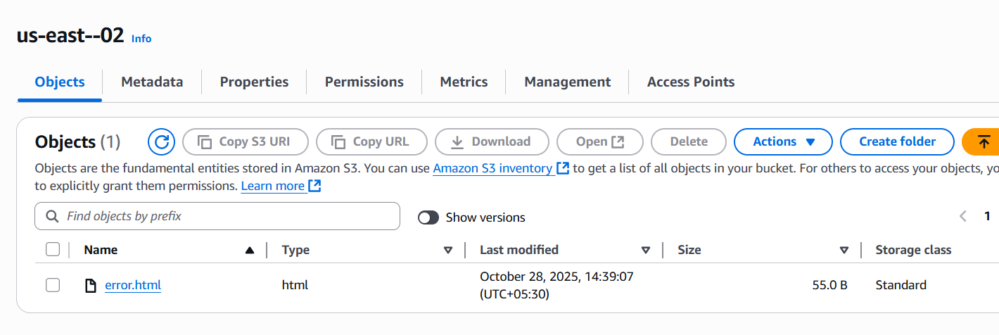 us-east--02 Info
Objects Metadata Properties Permissions Metrics Management Access Points
Objects (1) Copy S3 URI Copy URL Download Open Delete Actions Create folder
Objects are the fundamental entities stored in Amazon S3. You can use Amazon S3 inventory to get a list of all objects in your bucket. For others to access your objects, yo
to explicitly grant them permissions. Learn more
Find objects by prefix Show versions 1
Name Type Last modified Size Storage class
error.html html October 28, 2025, 14:39:07 55.0 B Standard
(UTC+05:30)